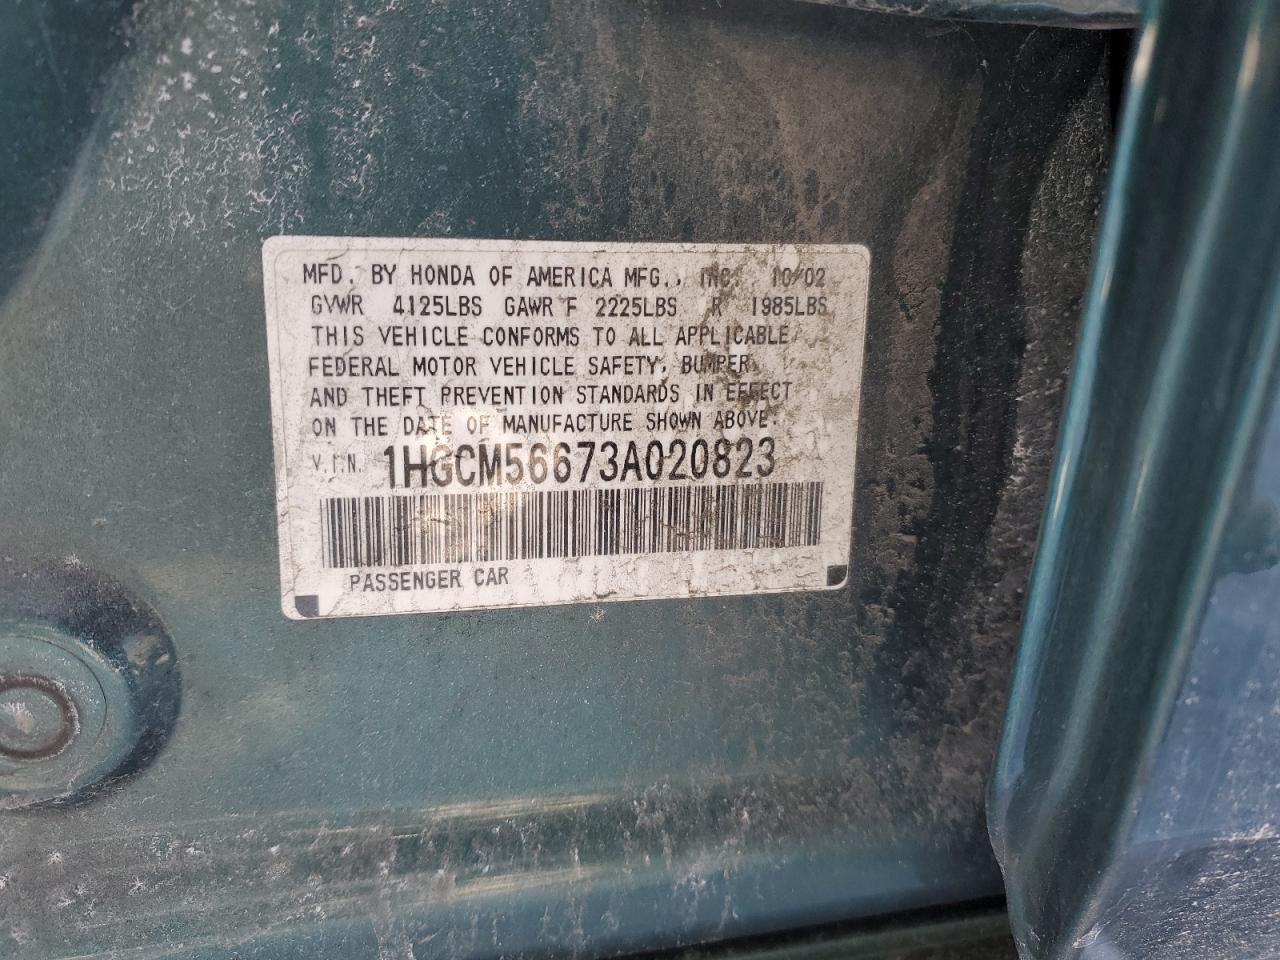 MFD. BY HONDA OF AMERICA MFG., INC. 10/02
GVWR 4125LBS GAWR F 2225LBS R 1985LBS
THIS VEHICLE CONFORMS TO ALL APPLICABLE
FEDERAL MOTOR VEHICLE SAFETY, BUMPER,
AND THEFT PREVENTION STANDARDS IN EFFECT
ON THE DATE OF MANUFACTURE SHOWN ABOVE.
V.I.N. 1HGCM56673A020823
PASSENGER CAR